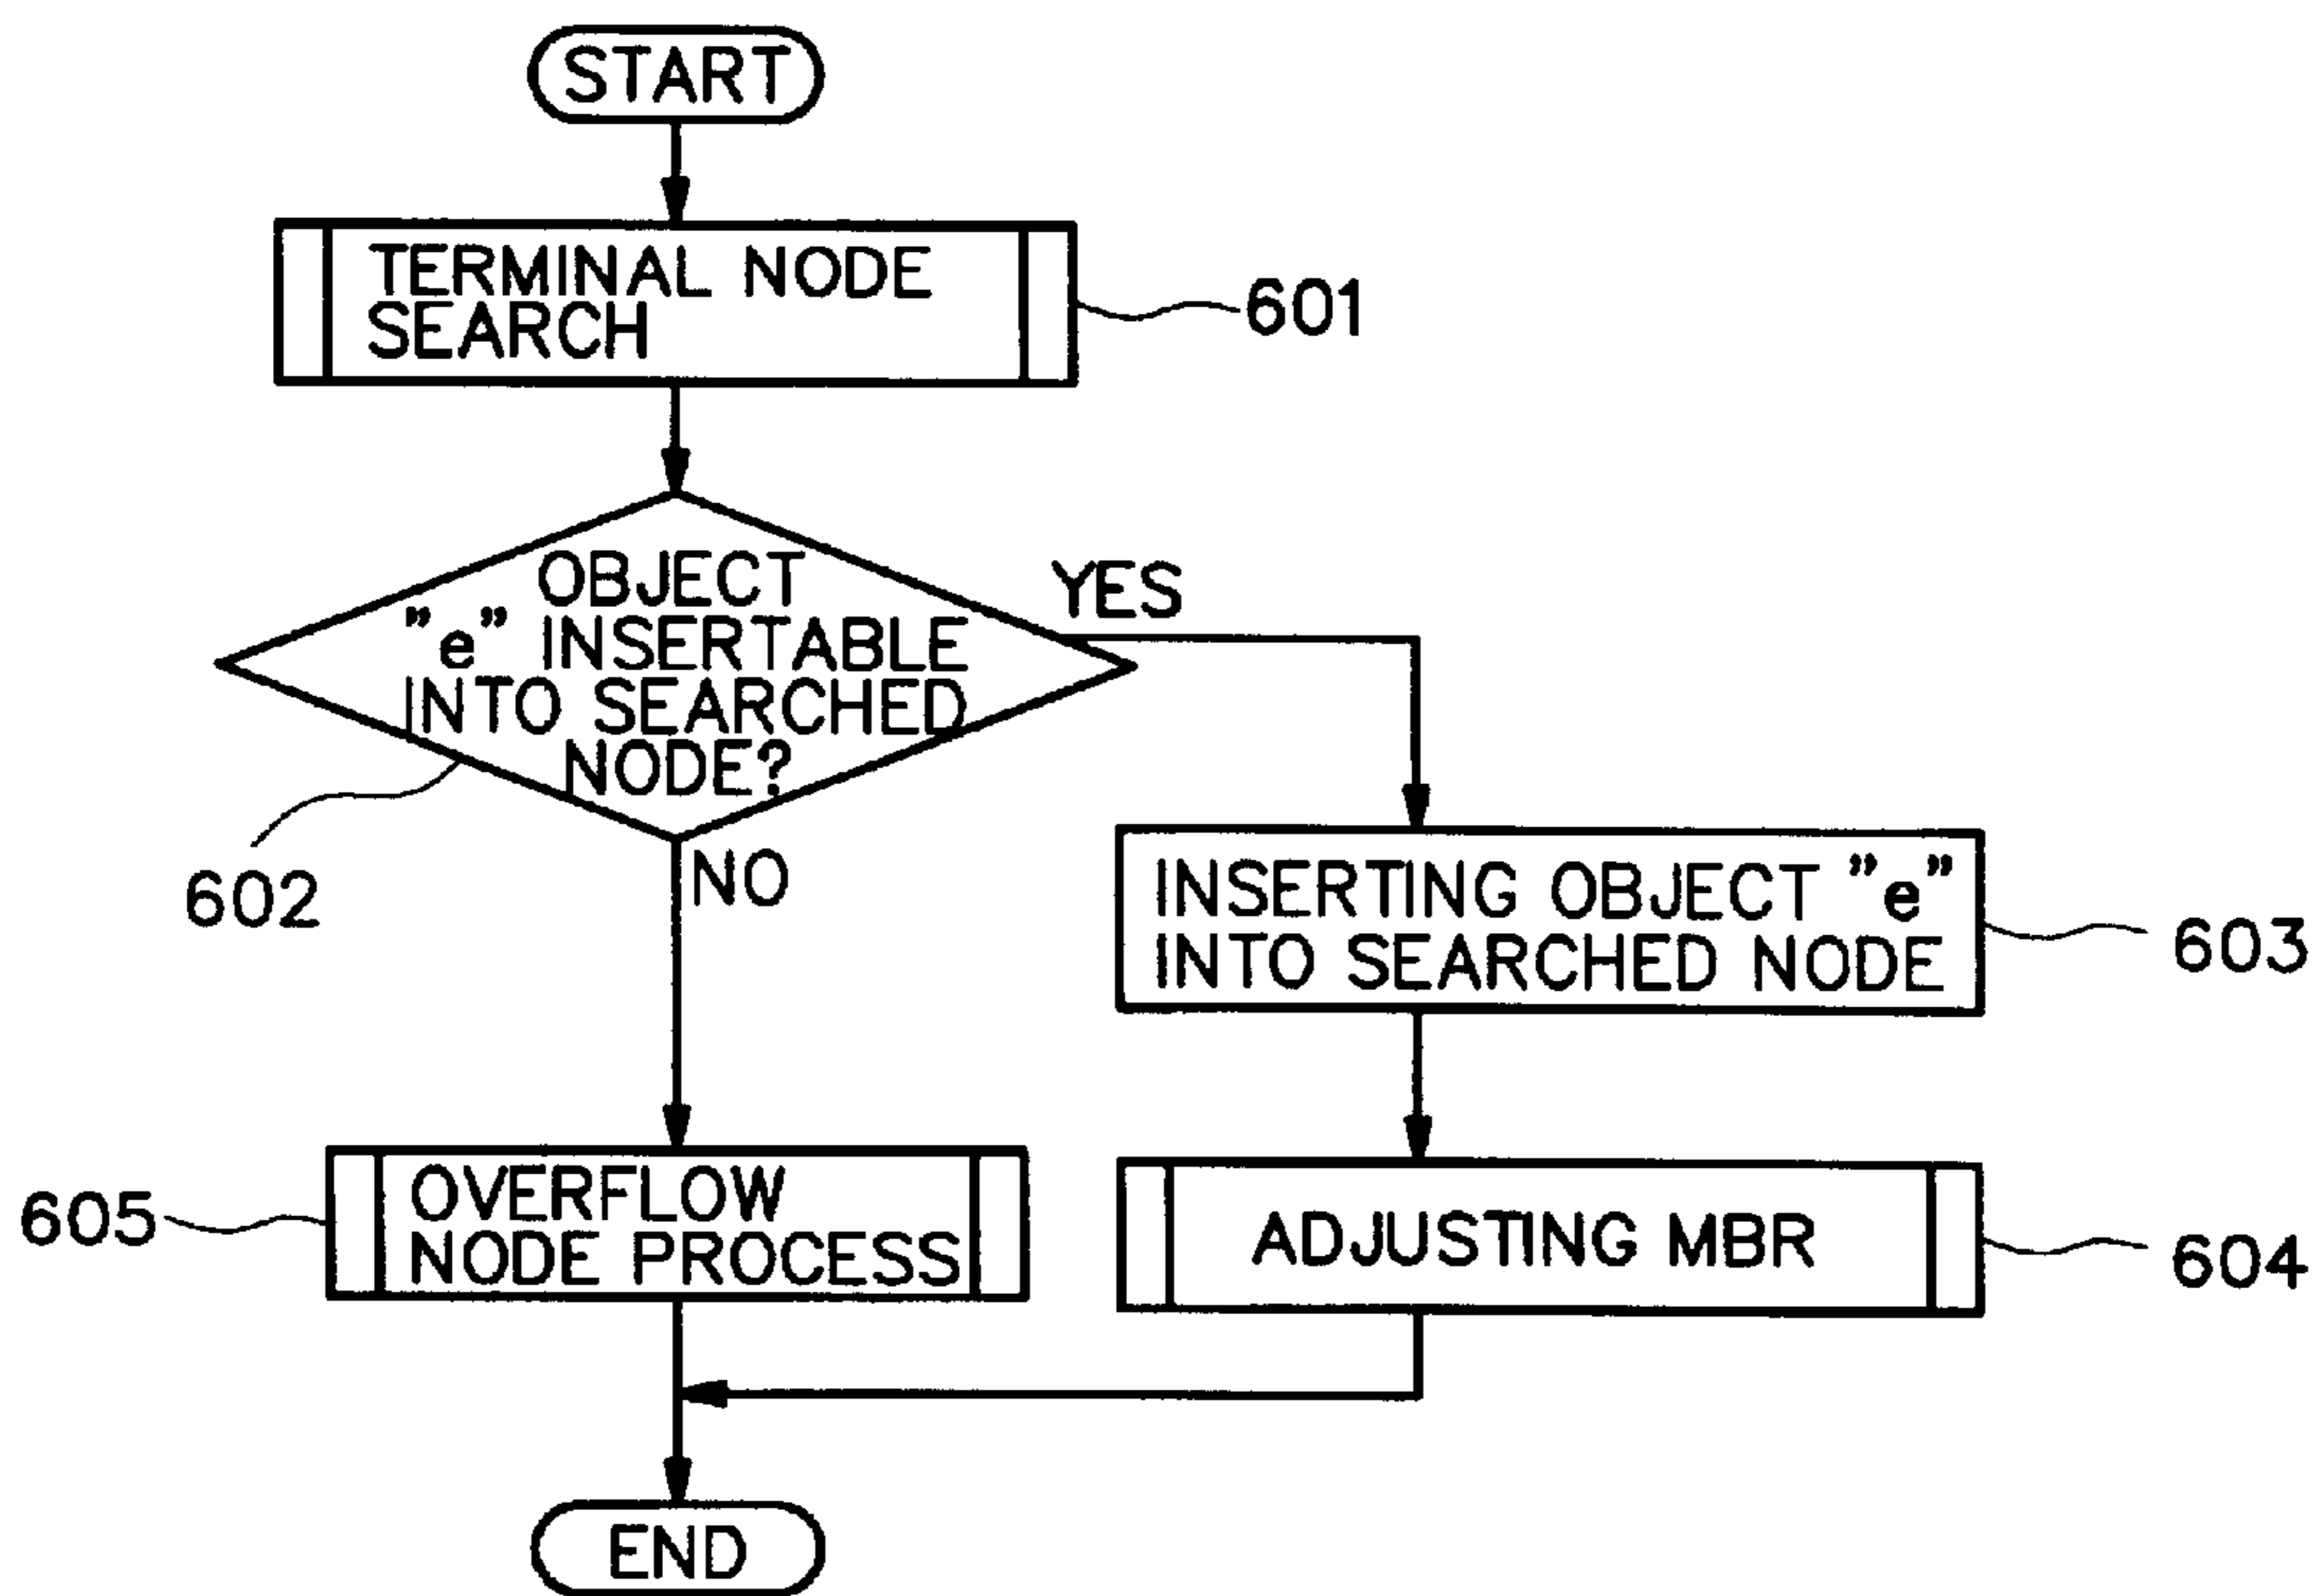 START
TERMINAL NODE
SEARCH
601
OBJECT
"e" INSERTABLE
INTO SEARCHED
NODE?
YES
602
NO
INSERTING OBJECT "e"
INTO SEARCHED NODE
603
605
OVERFLOW
NODE PROCESS
ADJUSTING MBR
604
END